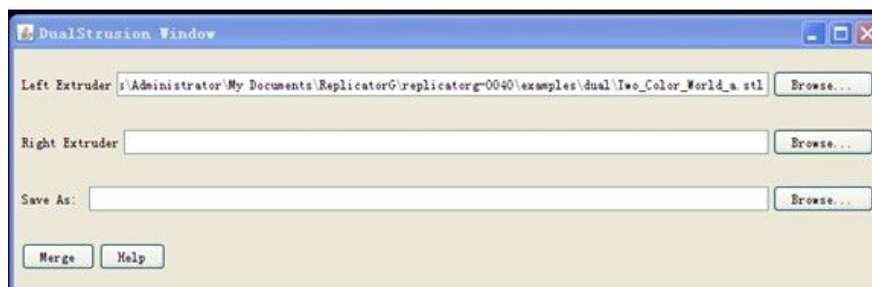 DualStrusion Window
Left Extruder s\Administrator\My Documents\ReplicatorG\replicatorg-0040\examples\dual\Two_Color_World_a.stl Browse...
Right Extruder Browse...
Save As: Browse...
Merge Help